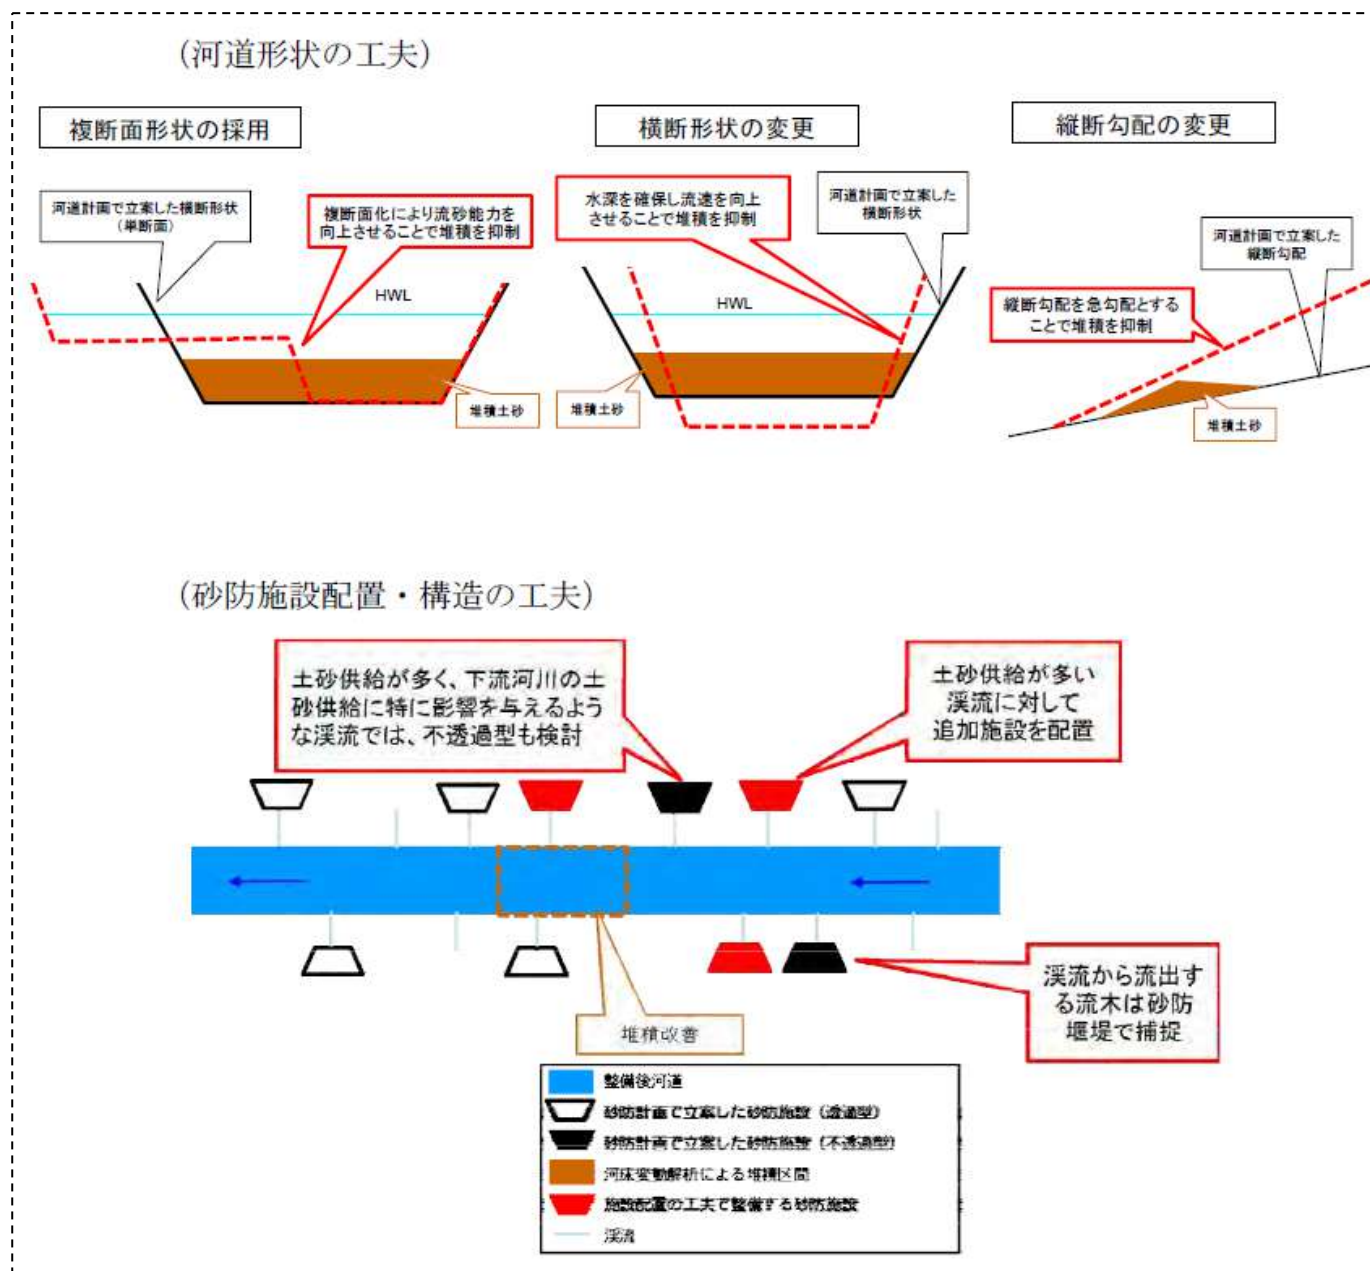 (河道形状の工夫)
複断面形状の採用
横断形状の変更
縦断勾配の変更
河道計画で立案した横断形状
(単断面)
複断面化により流砂能力を
向上させることで堆積を抑制
HWL
堆積土砂
水深を確保し流速を向上
させることで堆積を抑制
河道計画で立案した
横断形状
HWL
堆積土砂
河道計画で立案した
縦断勾配
縦断勾配を急勾配とする
ことで堆積を抑制
堆積土砂
(砂防施設配置・構造の工夫)
土砂供給が多く、下流河川の土
砂供給に特に影響を与えるよう
な渓流では、不透過型も検討
土砂供給が多い
渓流に対して
追加施設を配置
渓流から流出す
る流木は砂防
堰堤で捕捉
堆積改善
整備後河道
砂防計画で立案した砂防施設(透過型)
砂防計画で立案した砂防施設(不透過型)
河床変動解析による堆積区間
施設配置の工夫で整備する砂防施設
渓流